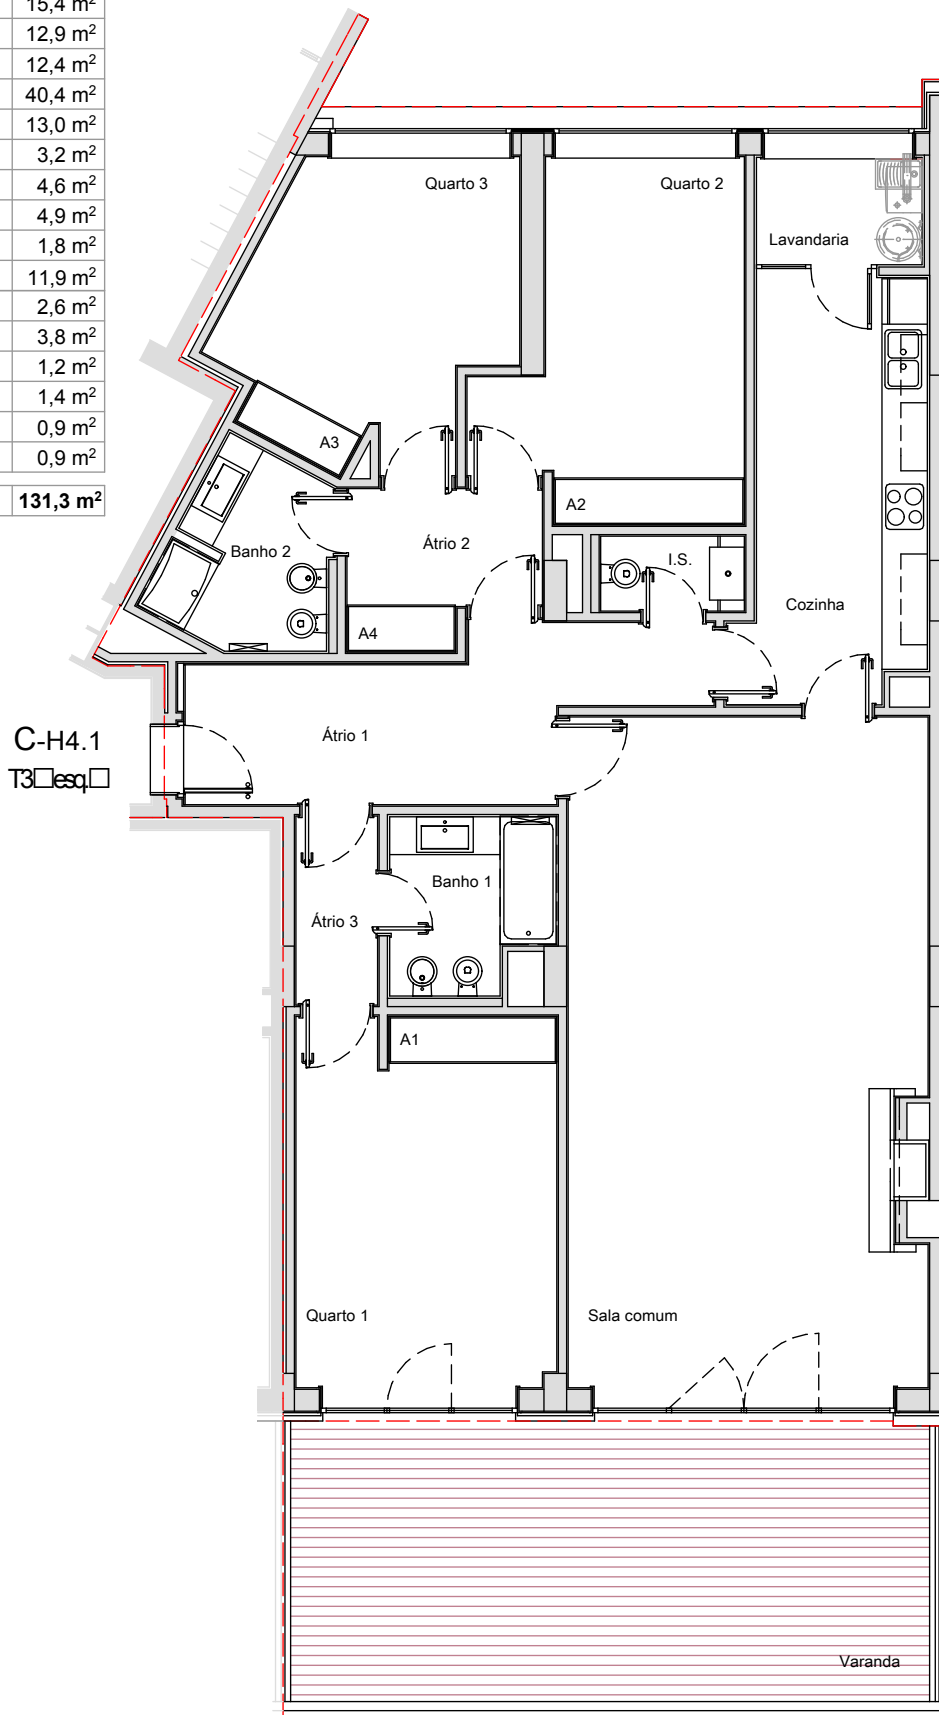 15,4 m²
12,9 m²
12,4 m²
40,4 m²
13,0 m²
3,2 m²
4,6 m²
4,9 m²
1,8 m²
11,9 m²
2,6 m²
3,8 m²
1,2 m²
1,4 m²
0,9 m²
0,9 m²
131,3 m²
Quarto 3
Quarto 2
Lavandaria
A3
A2
Átrio 2
Banho 2
I.S.
Cozinha
A4
Átrio 1
C-H4.1
T3□esq.□
Banho 1
Átrio 3
A1
Quarto 1
Sala comum
Varanda